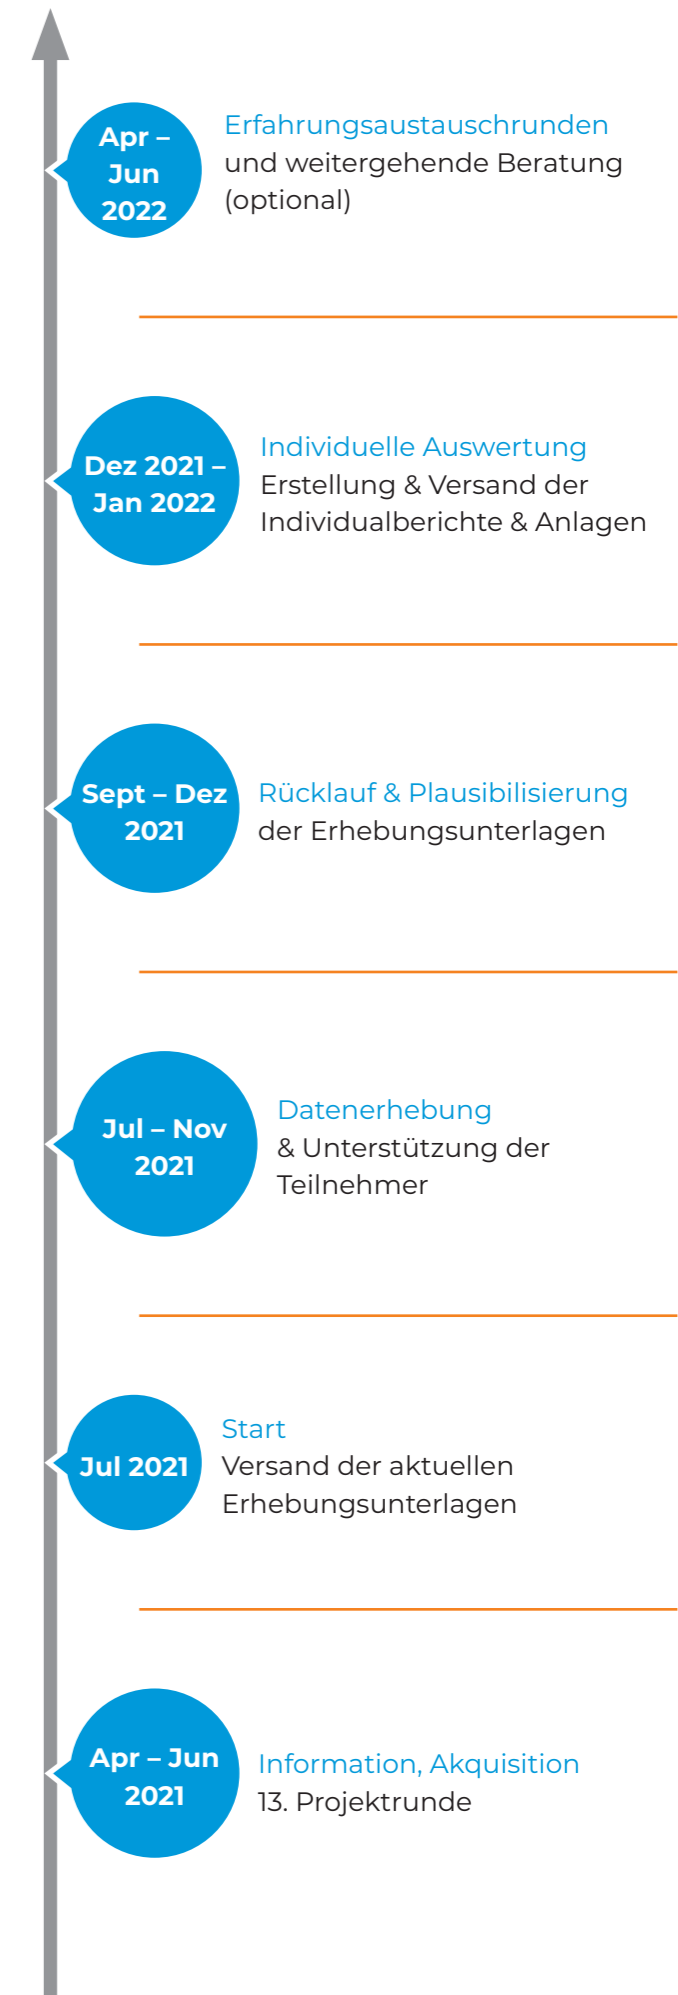 Apr –
Jun
2022
Erfahrungsaustauschrunden
und weitergehende Beratung
(optional)
Dez 2021 –
Jan 2022
Individuelle Auswertung
Erstellung & Versand der
Individualberichte & Anlagen
Sept – Dez
2021
Rücklauf & Plausibilisierung
der Erhebungsunterlagen
Jul – Nov
2021
Datenerhebung
& Unterstützung der
Teilnehmer
Jul 2021
Start
Versand der aktuellen
Erhebungsunterlagen
Apr – Jun
2021
Information, Akquisition
13. Projektrunde